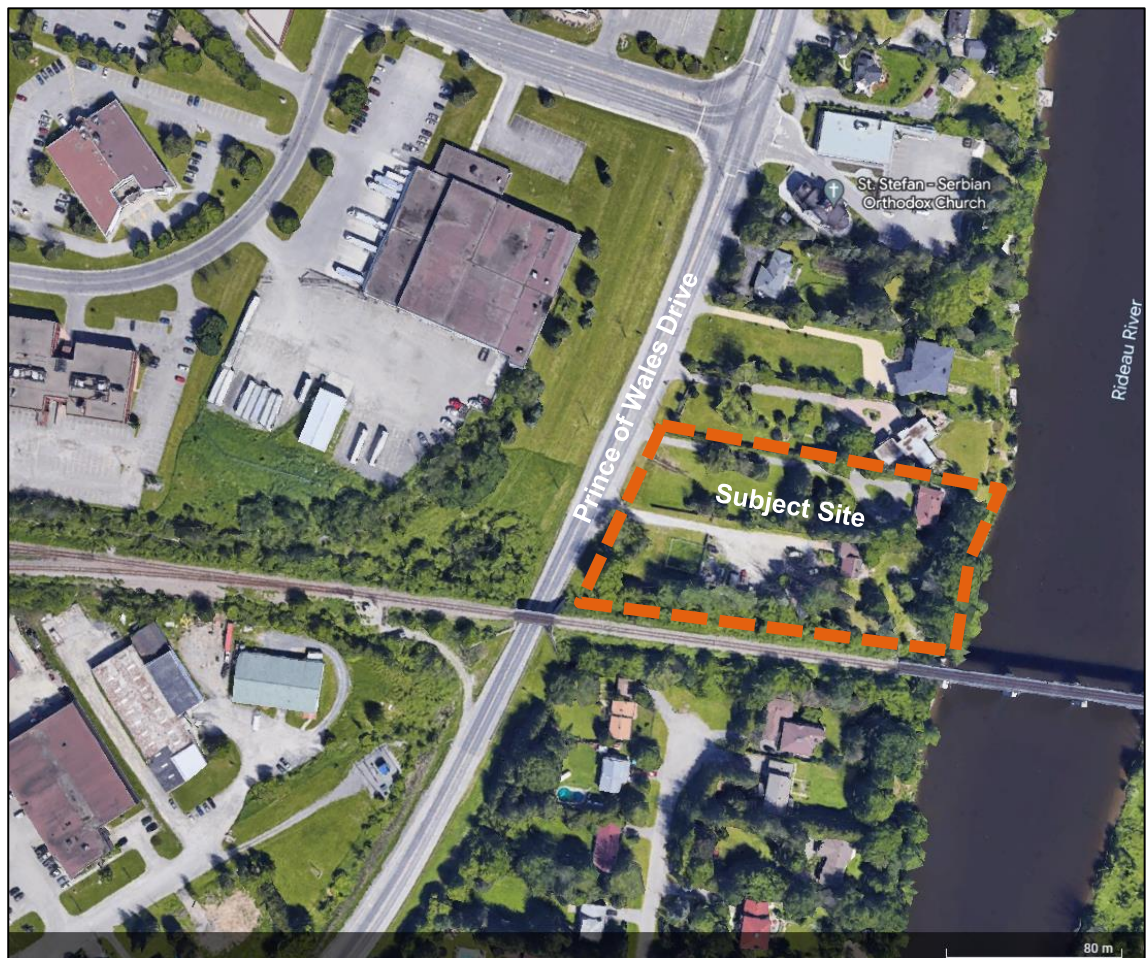 St. Stefan - Serbian
Orthodox Church
Rideau River
Prince of Wales Drive
Subject Site
80 m